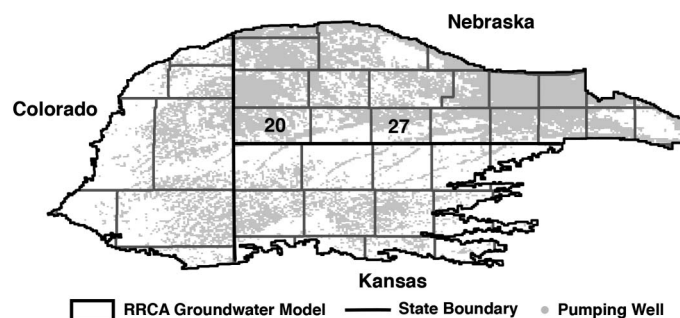 Nebraska
Colorado
20 27
Kansas
RRCA Groundwater Model State Boundary Pumping Well